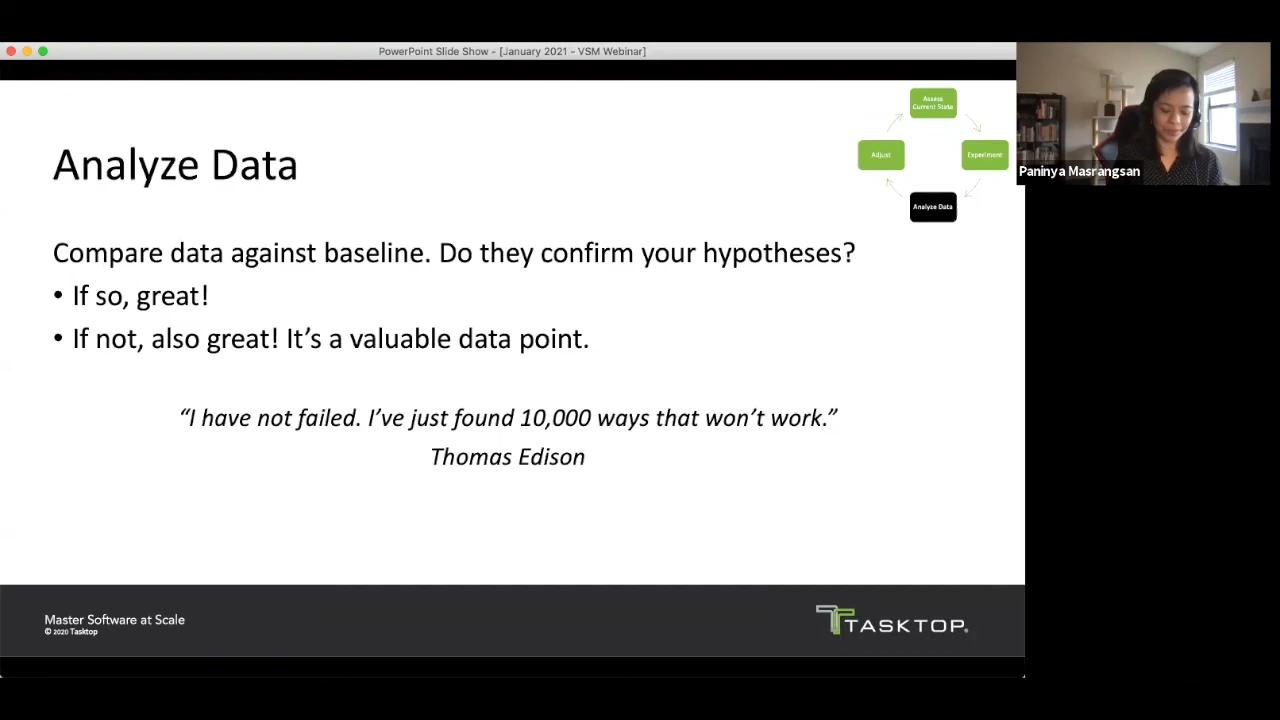 PowerPoint Slide Show - [January 2021 - VSM Webinar]
Assess
Current State
Adjust
Experiment
Analyze Data
Paninya Masrangsan
Analyze Data
Compare data against baseline. Do they confirm your hypotheses?
• If so, great!
• If not, also great! It’s a valuable data point.
“I have not failed. I’ve just found 10,000 ways that won’t work.”
Thomas Edison
Master Software at Scale
© 2020 Tasktop
TASKTOP®